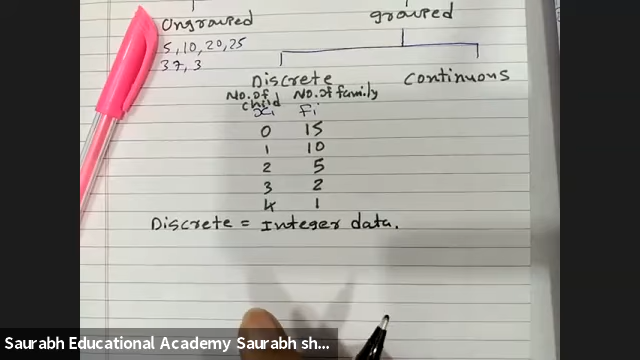 Ungrouped grouped
5, 10, 20, 25
37, 3
Discrete continuous
No. of child No. of family
xi fi
0 15
1 10
2 5
3 2
4 1
Discrete = Integer data.
Saurabh Educational Academy Saurabh sh...